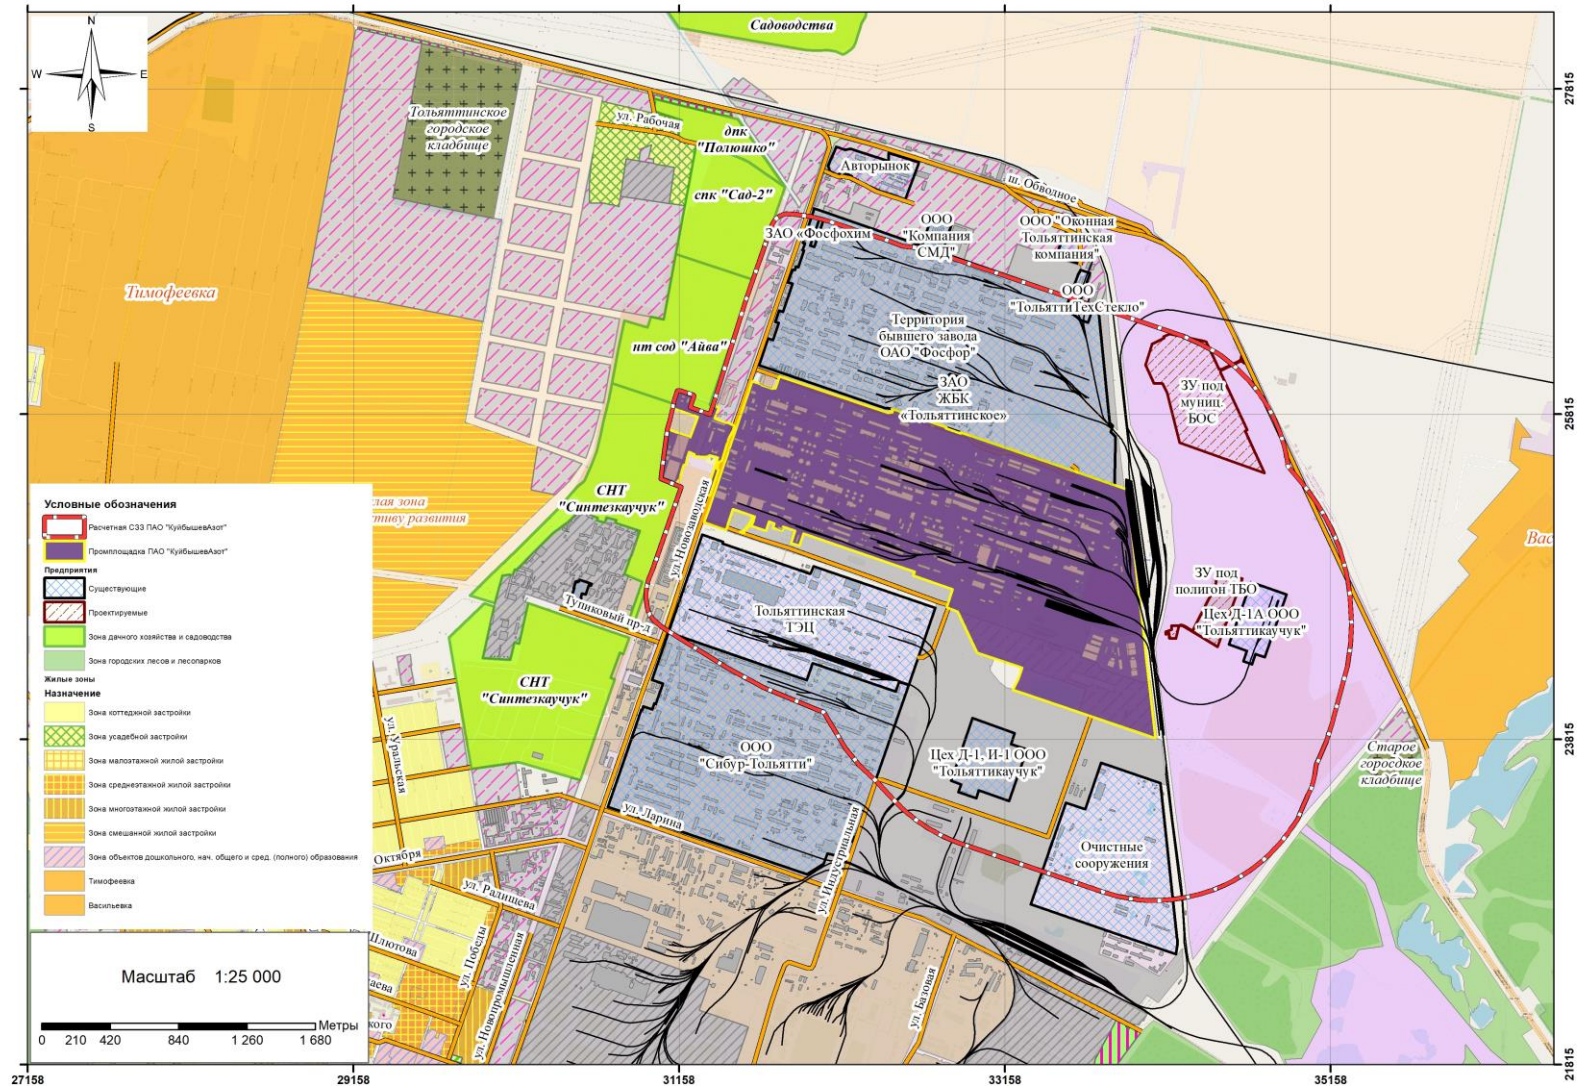 N
W E
S
Садоводства
Тольяттинское
городское
кладбище
ул. Рабочая
дпк
"Полюшко"
спк "Сад-2"
Авторынок
ш. Обводное
ЗАО «Фосфохим
ООО
"Компания
СМД"
ООО "Оконная
Тольяттинская
компания"
ООО
"ТольяттиТехСтекло"
Тимофеевка
Территория
бывшего завода
ОАО "Фосфор"
нт сод "Айва"
ЗАО
ЖБК
«Тольяттинское»
ЗУ под
муниц.
БОС
СНТ
"Синтезкаучук"
ул. Новозаводская
лая зона
тиву развития
Вас
ЗУ под
полигон ТБО
Цех Д-1А ООО
"Тольяттикаучук"
Тупиковый пр-д
Тольяттинская
ТЭЦ
СНТ
"Синтезкаучук"
ул. Уральская
ООО
"Сибур-Тольятти"
Цех Д-1, И-1 ООО
"Тольяттикаучук"
Старое
горосдкое
кладбище
ул. Ларина
ул. Индустриальная
Очистные
сооружения
Октября
ул. Радищева
Шлютова
ул. Победы
ул. Новопромышленная
ул. Базовая
аева
кого
Условные обозначения
Расчетная СЗЗ ПАО "КуйбышевАзот"
Промплощадка ПАО "КуйбышевАзот"
Предприятия
Существующие
Проектируемые
Зона дачного хозяйства и садоводства
Зона городских лесов и лесопарков
Жилые зоны
Назначение
Зона коттеджной застройки
Зона усадебной застройки
Зона малоэтажной жилой застройки
Зона среднеэтажной жилой застройки
Зона многоэтажной жилой застройки
Зона смешанной жилой застройки
Зона объектов дошкольного, нач. общего и сред. (полного) образования
Тимофеевка
Васильевка
Масштаб 1:25 000
Метры
0 210 420 840 1 260 1 680
27158 29158 31158 33158 35158
27815
25815
23815
21815